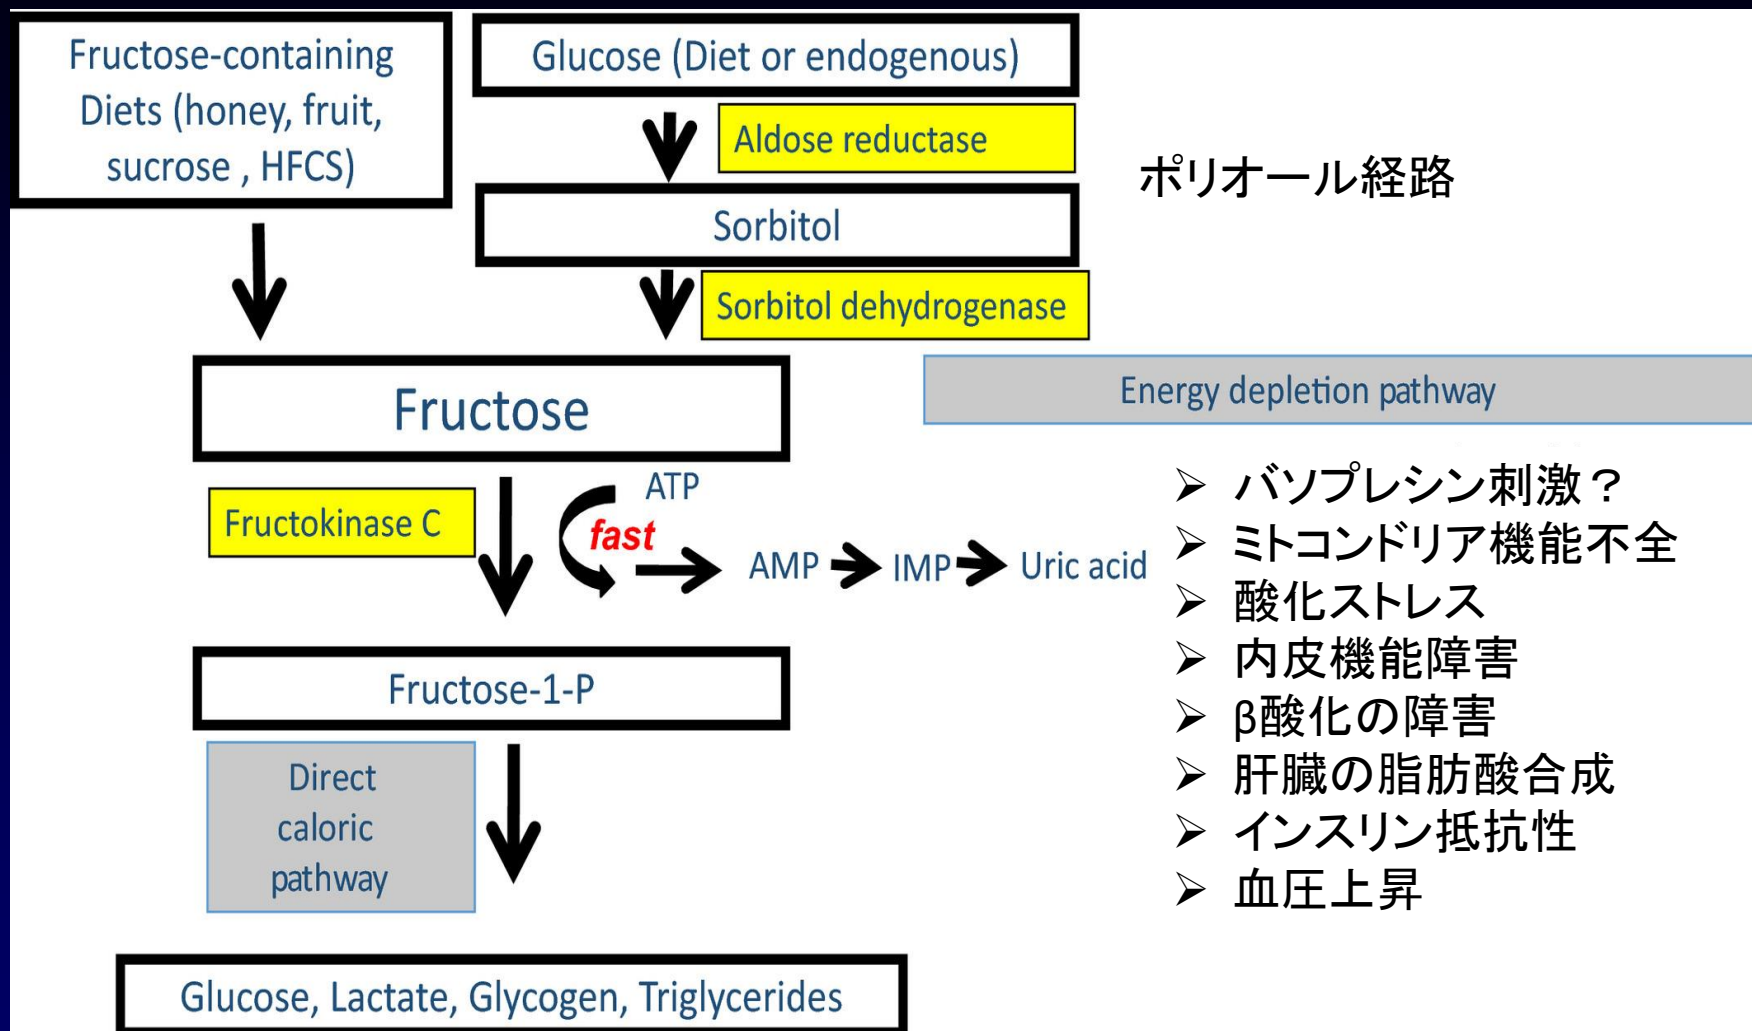 Fructose-containing
Diets (honey, fruit,
sucrose , HFCS)
Glucose (Diet or endogenous)
Aldose reductase
ポリオール経路
Sorbitol
Sorbitol dehydrogenase
Fructose
Energy depletion pathway
Fructokinase C
ATP
fast
AMP
IMP
Uric acid
Fructose-1-P
Direct
caloric
pathway
Glucose, Lactate, Glycogen, Triglycerides
➢ バソプレシン刺激？
➢ ミトコンドリア機能不全
➢ 酸化ストレス
➢ 内皮機能障害
➢ β酸化の障害
➢ 肝臓の脂肪酸合成
➢ インスリン抵抗性
➢ 血圧上昇